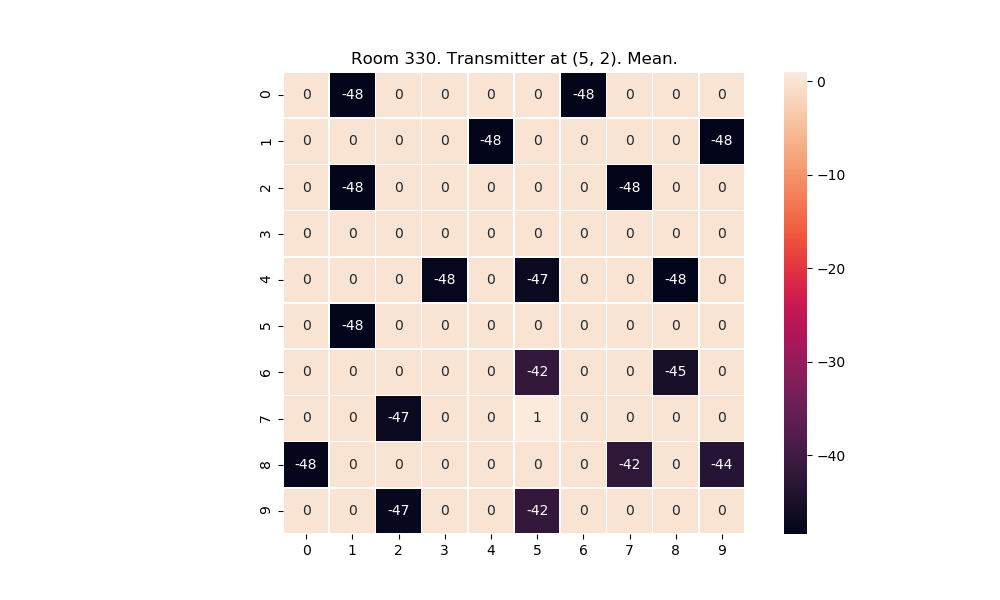 Room 330. Transmitter at (5, 2). Mean.
0 0 -48 0 0 0 0 -48 0 0 0
1 0 0 0 0 -48 0 0 0 0 -48
2 0 -48 0 0 0 0 0 -48 0 0
3 0 0 0 0 0 0 0 0 0 0
4 0 0 0 -48 0 -47 0 0 -48 0
5 0 -48 0 0 0 0 0 0 0 0
6 0 0 0 0 0 -42 0 0 -45 0
7 0 0 -47 0 0 1 0 0 0 0
8 -48 0 0 0 0 0 0 -42 0 -44
9 0 0 -47 0 0 -42 0 0 0 0
0 1 2 3 4 5 6 7 8 9
0
−10
−20
−30
−40